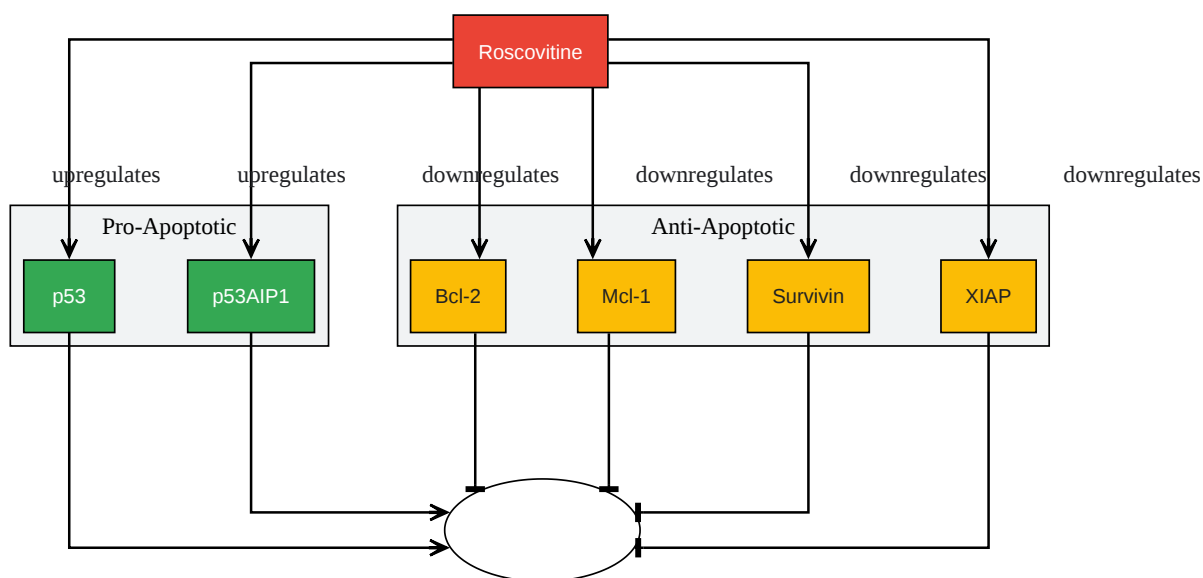 Roscovitine
upregulates upregulates downregulates downregulates downregulates downregulates
Pro-Apoptotic Anti-Apoptotic
p53 p53AIP1 Bcl-2 Mcl-1 Survivin XIAP